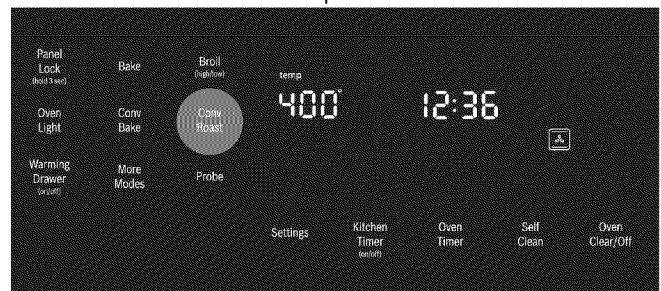 Panel
Lock
(hold 3 sec)
Bake
Broil
(high/low)
temp
400°
12:36
Oven
Light
Conv
Bake
Conv
Roast
Warming
Drawer
(on/off)
More
Modes
Probe
Settings
Kitchen
Timer
(on/off)
Oven
Timer
Self
Clean
Oven
Clear/Off